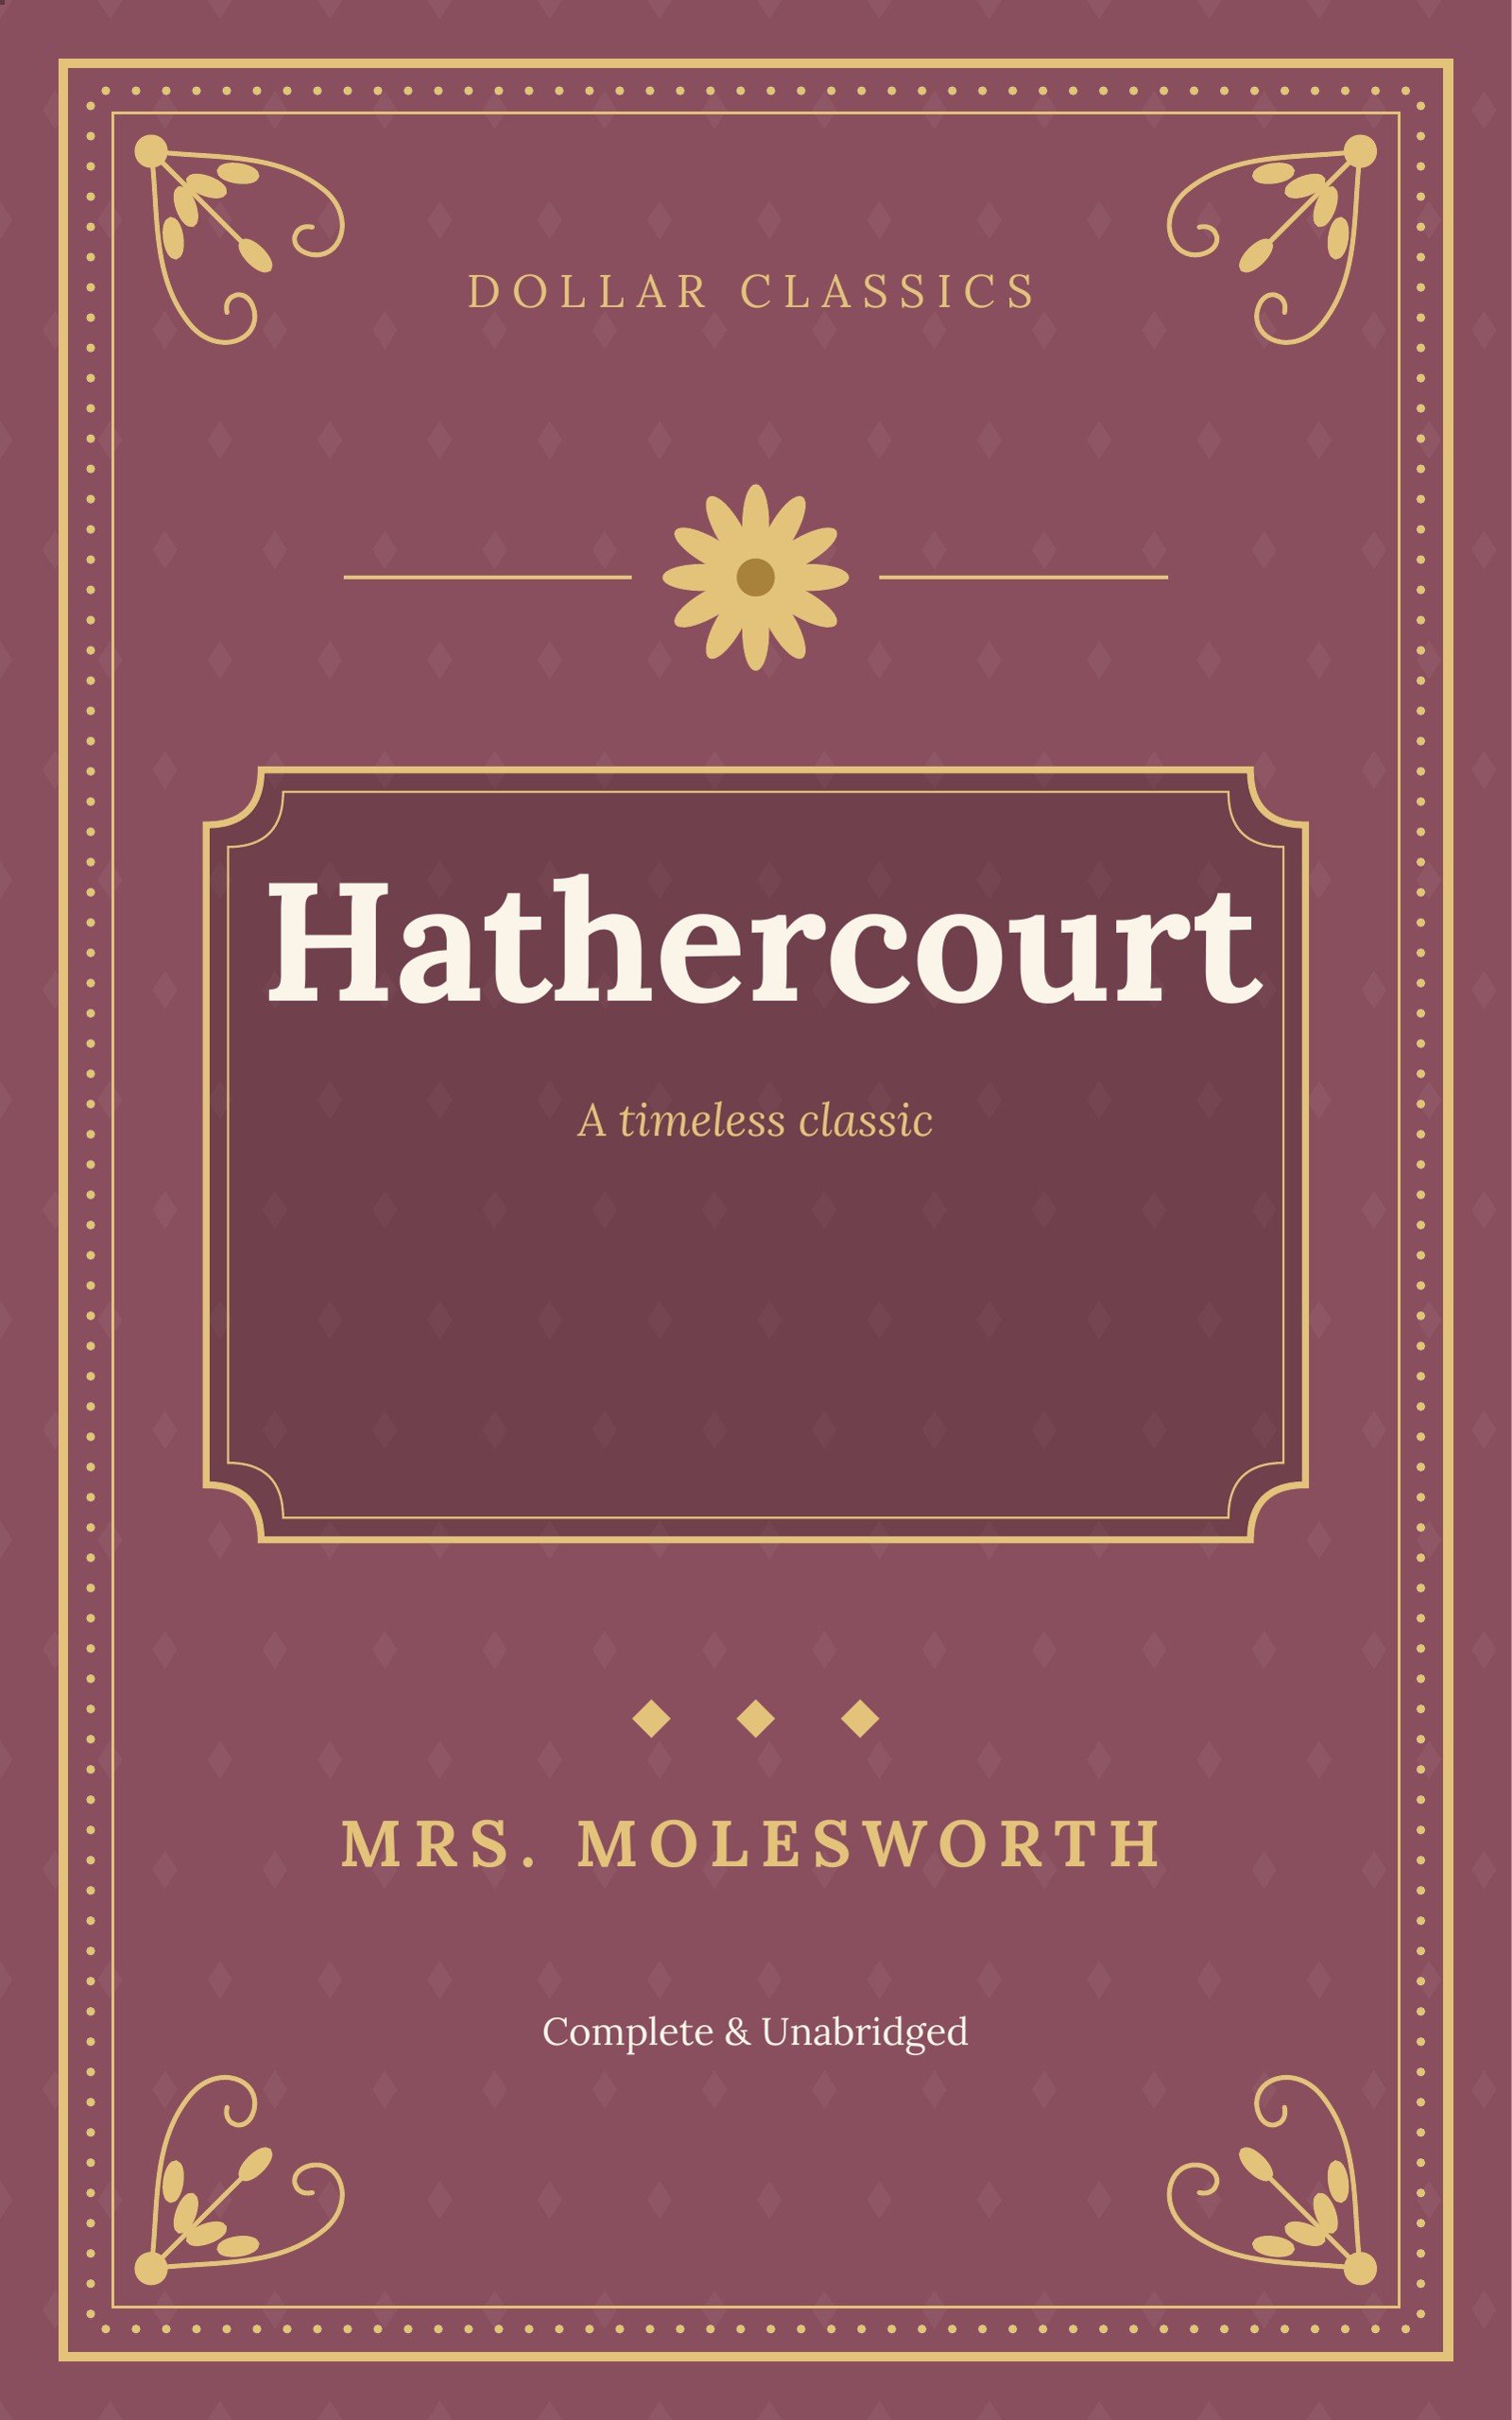 DOLLAR CLASSICS
Hathercourt
A timeless classic
MRS. MOLESWORTH
Complete & Unabridged